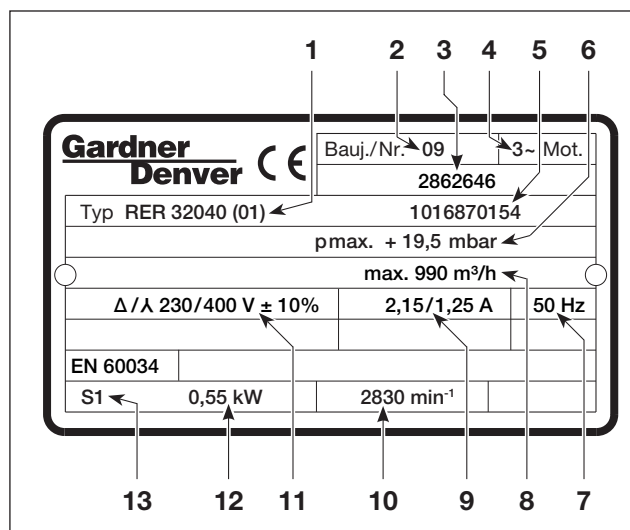 1 2 3 4 5 6
Gardner Denver CE
Bauj./Nr. 09 3~ Mot.
2862646
Typ RER 32040 (01) 1016870154
pmax. + 19,5 mbar
max. 990 m³/h
Δ/⅄ 230/400 V ± 10% 2,15/1,25 A 50 Hz
EN 60034
S1 0,55 kW 2830 min⁻¹
13 12 11 10 9 8 7